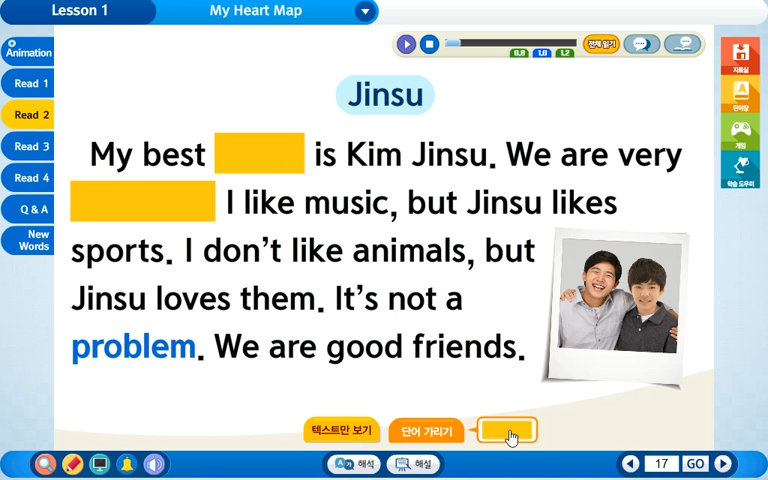 Lesson 1
My Heart Map
Animation
Read 1
Read 2
Read 3
Read 4
Q & A
New
Words
0.8 1.0 1.2
전체 읽기
자료실
단어장
게임
학습 도우미
Jinsu
My best is Kim Jinsu. We are very
I like music, but Jinsu likes
sports. I don't like animals, but
Jinsu loves them. It's not a
problem. We are good friends.
텍스트만 보기
단어 가리기
해석
해설
17
GO